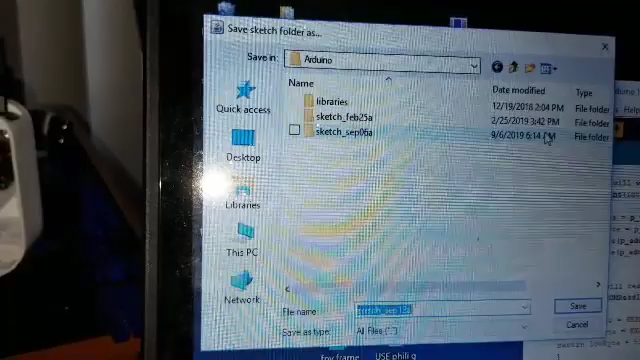 Save sketch folder as...
Save in: Arduino
Name Date modified Type
libraries 12/19/2018 2:04 PM File folder
sketch_feb25a 2/25/2019 3:42 PM File folder
sketch_sep06a 9/6/2019 6:14 PM File folder
Quick access
Desktop
Libraries
This PC
Network
File name:
Save
Save as type: All Files (*.*)
Cancel